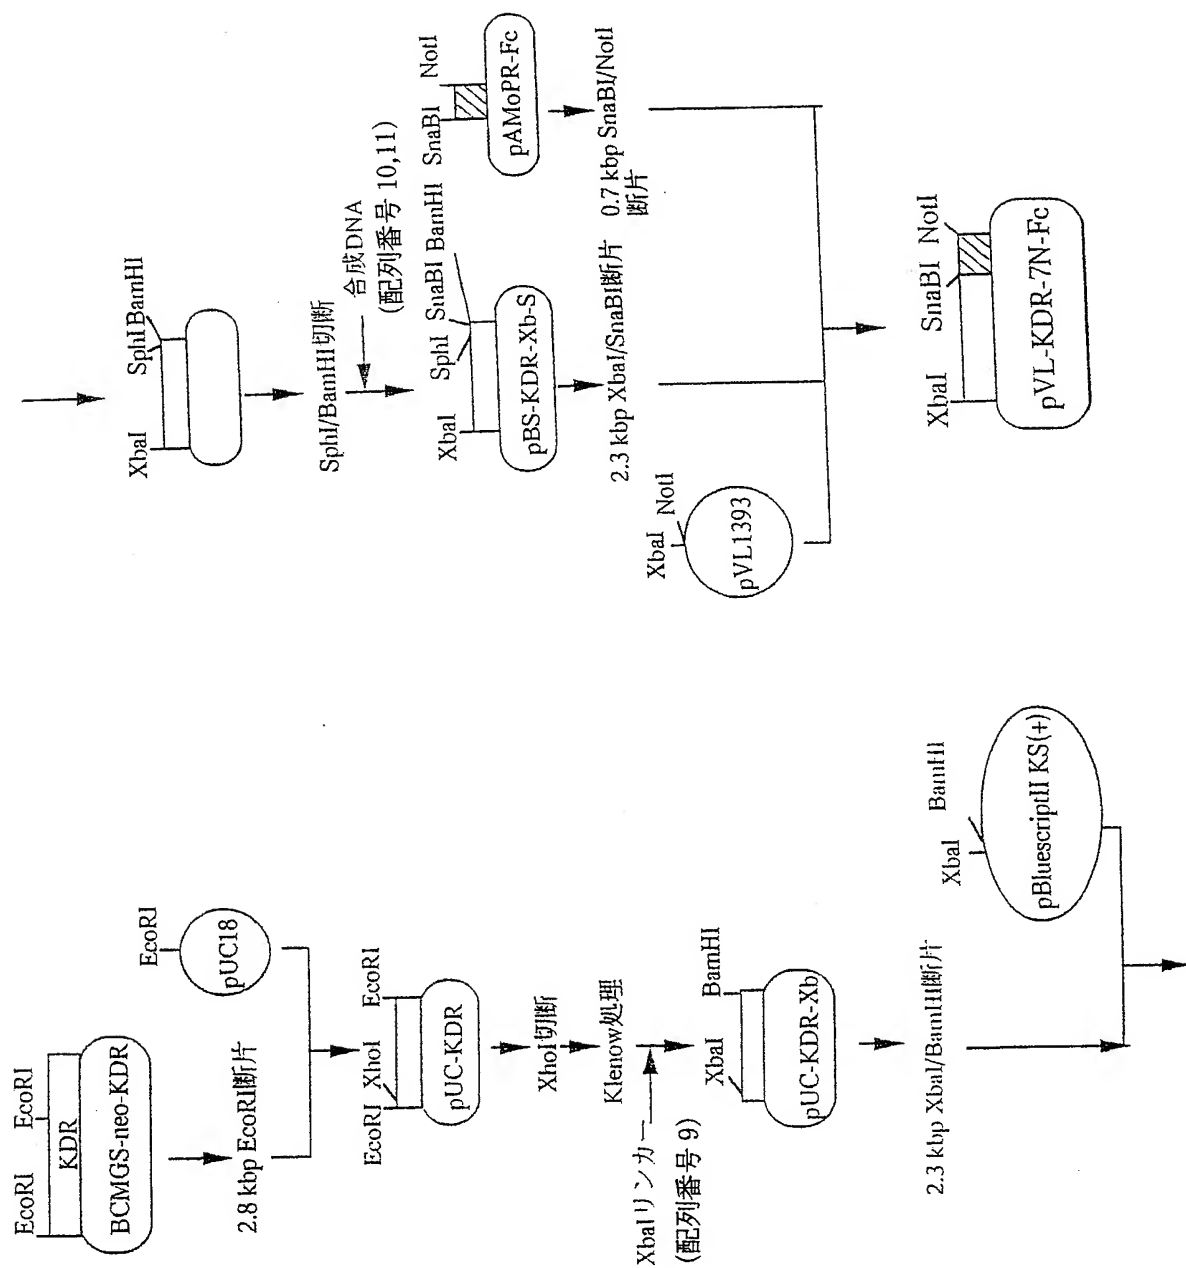 EcoRI EcoRI
KDR
BCMGS-neo-KDR
EcoRI
pUC18
2.8 kbp EcoRI断片
EcoRI XhoI EcoRI
pUC-KDR
XhoI切断
Klenow処理
XbaIリンカー
(配列番号 9)
XbaI BamHI
pUC-KDR-Xb
2.3 kbp XbaI/BamHI断片
XbaI BamHI
pBluescriptII KS(+)
XbaI SphI BamHI
SphI/BamHI切断
合成DNA
(配列番号 10,11)
XbaI SphI SnaBI BamHI
pBS-KDR-Xb-S
SnaBI NotI
pAMoPR-Fc
2.3 kbp XbaI/SnaBI断片
0.7 kbp SnaBI/NotI
断片
XbaI NotI
pVL1393
XbaI SnaBI NotI
pVL-KDR-7N-Fc